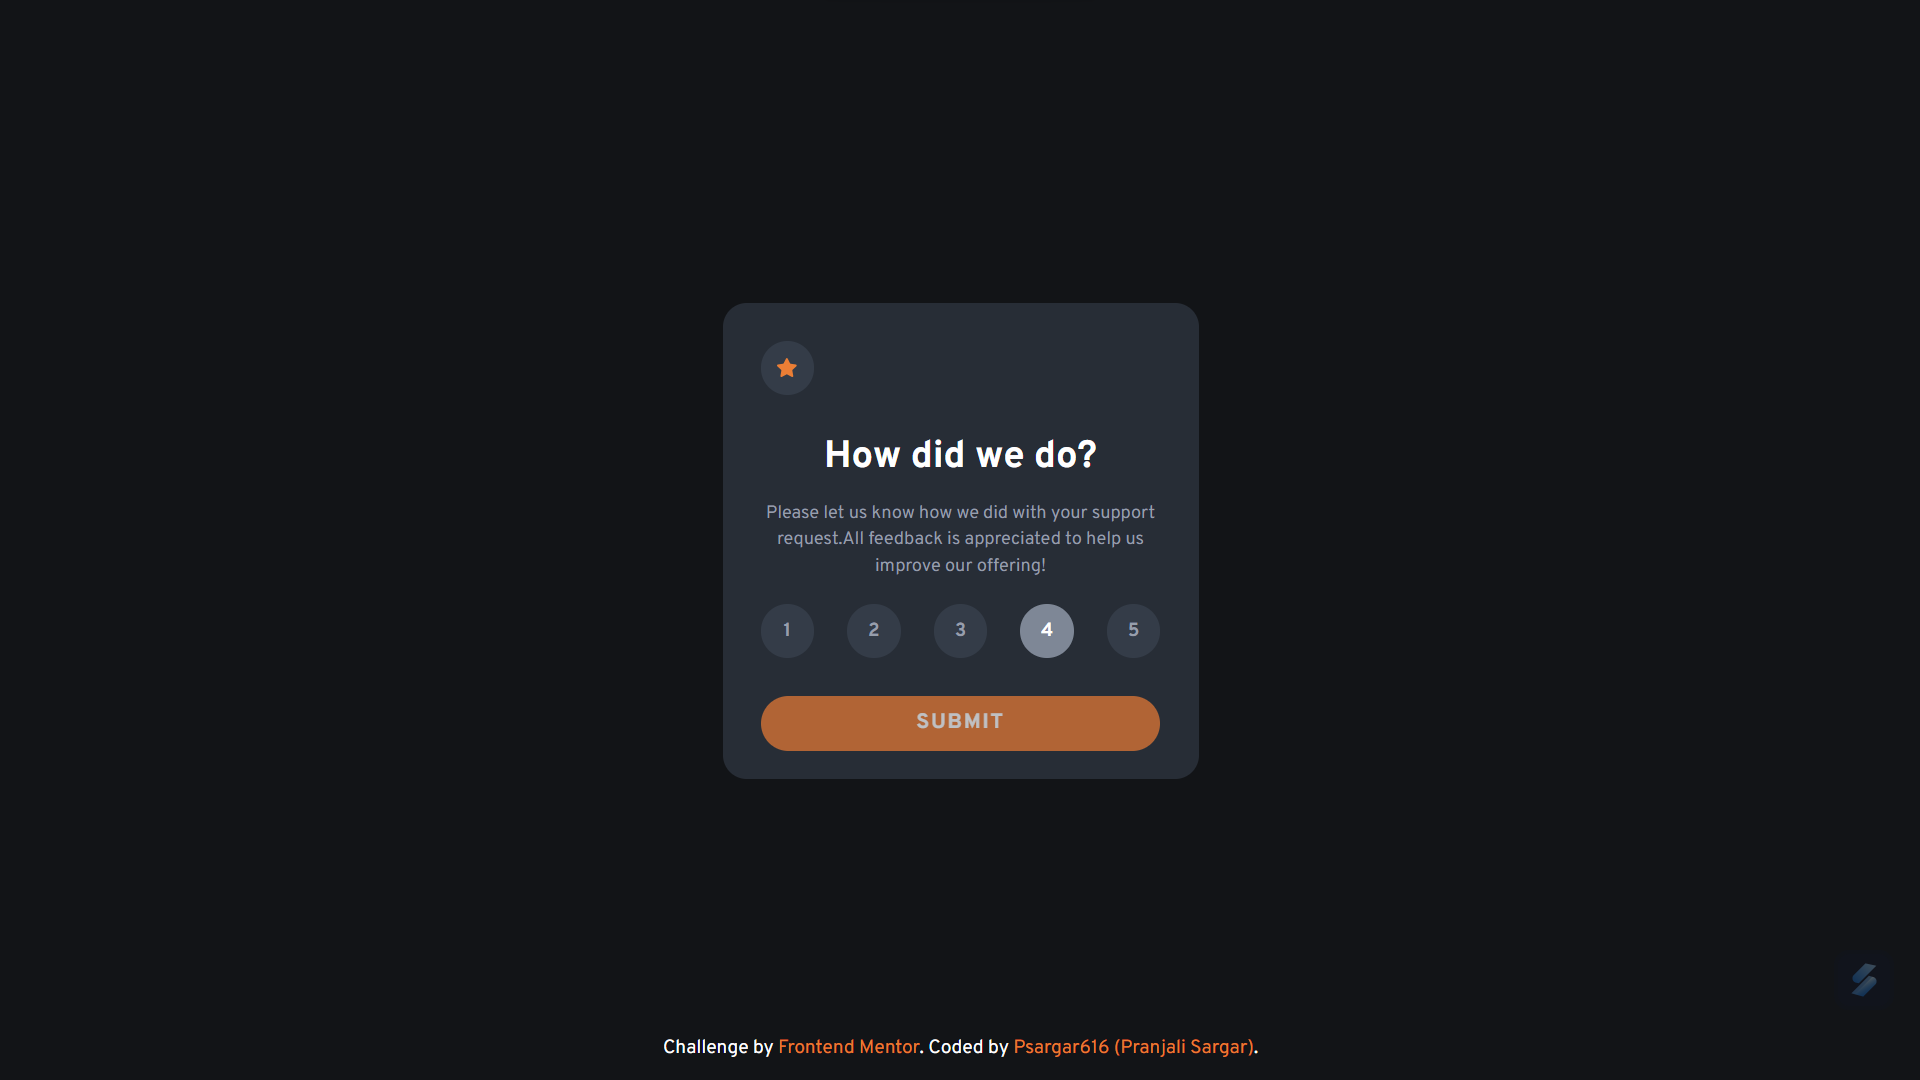 How did we do?
Please let us know how we did with your support
request.All feedback is appreciated to help us
improve our offering!
1 2 3 4 5
SUBMIT
Challenge by Frontend Mentor. Coded by Psargar616 (Pranjali Sargar).